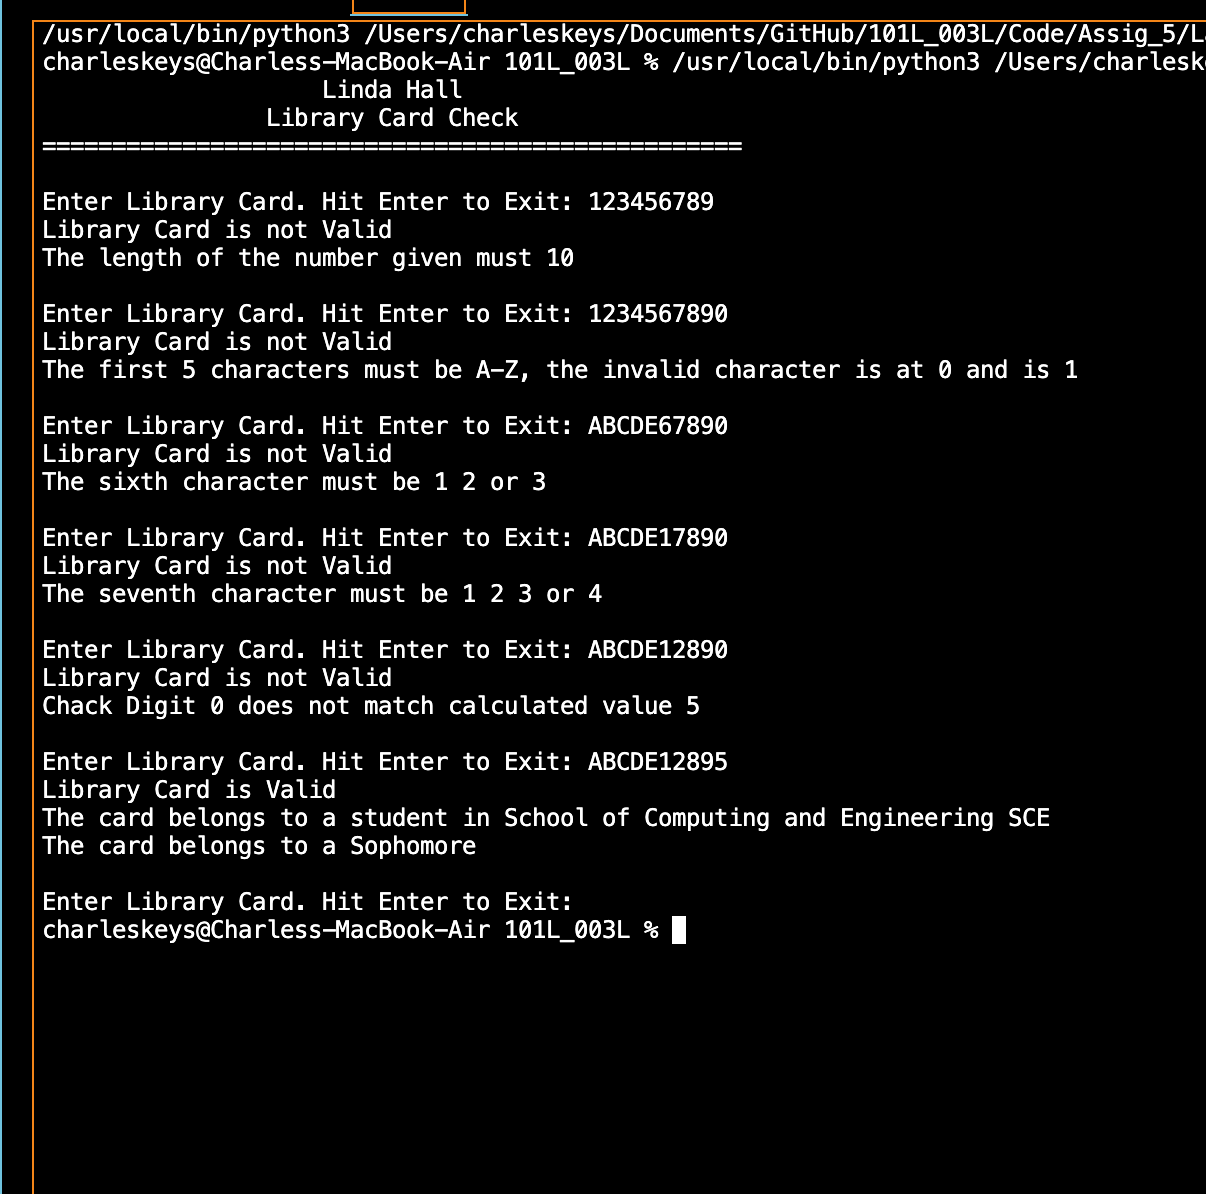 /usr/local/bin/python3 /Users/charleskeys/Documents/GitHub/101L_003L/Code/Assig_5/
charleskeys@Charless-MacBook-Air 101L_003L % /usr/local/bin/python3 /Users/
Linda Hall
Library Card Check
==================================================
Enter Library Card. Hit Enter to Exit: 123456789
Library Card is not Valid
The length of the number given must 10
Enter Library Card. Hit Enter to Exit: 1234567890
Library Card is not Valid
The first 5 characters must be A-Z, the invalid character is at 0 and is 1
Enter Library Card. Hit Enter to Exit: ABCDE67890
Library Card is not Valid
The sixth character must be 1 2 or 3
Enter Library Card. Hit Enter to Exit: ABCDE17890
Library Card is not Valid
The seventh character must be 1 2 3 or 4
Enter Library Card. Hit Enter to Exit: ABCDE12890
Library Card is not Valid
Chack Digit 0 does not match calculated value 5
Enter Library Card. Hit Enter to Exit: ABCDE12895
Library Card is Valid
The card belongs to a student in School of Computing and Engineering SCE
The card belongs to a Sophomore
Enter Library Card. Hit Enter to Exit:
charleskeys@Charless-MacBook-Air 101L_003L %